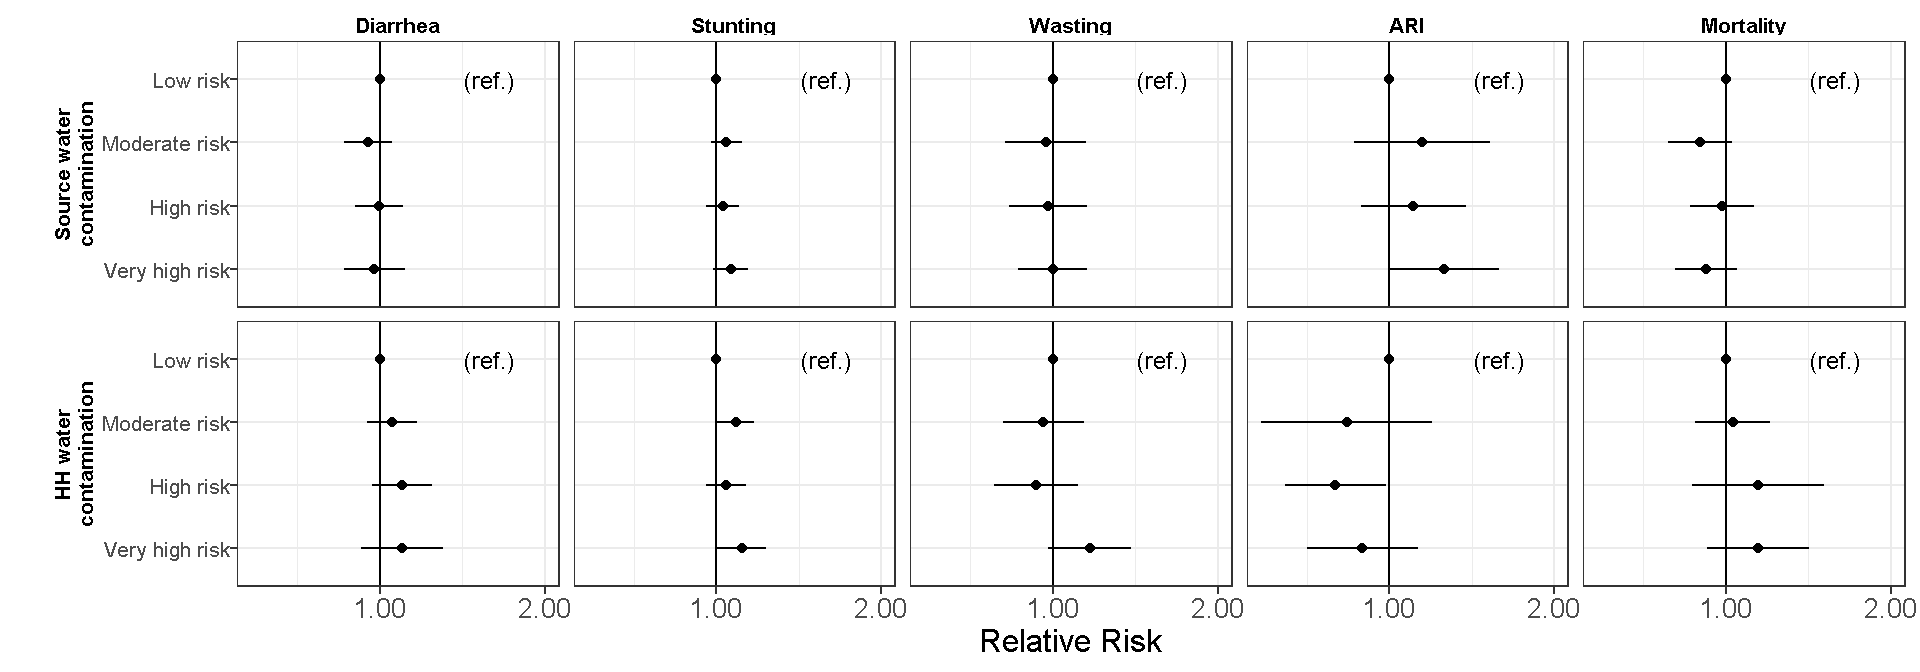 Diarrhea Stunting Wasting ARI Mortality
Source water
contamination
Low risk (ref.) (ref.) (ref.) (ref.) (ref.)
Moderate risk
High risk
Very high risk
HH water
contamination
Low risk (ref.) (ref.) (ref.) (ref.) (ref.)
Moderate risk
High risk
Very high risk
1.00 2.00 1.00 2.00 1.00 2.00 1.00 2.00 1.00 2.00
Relative Risk